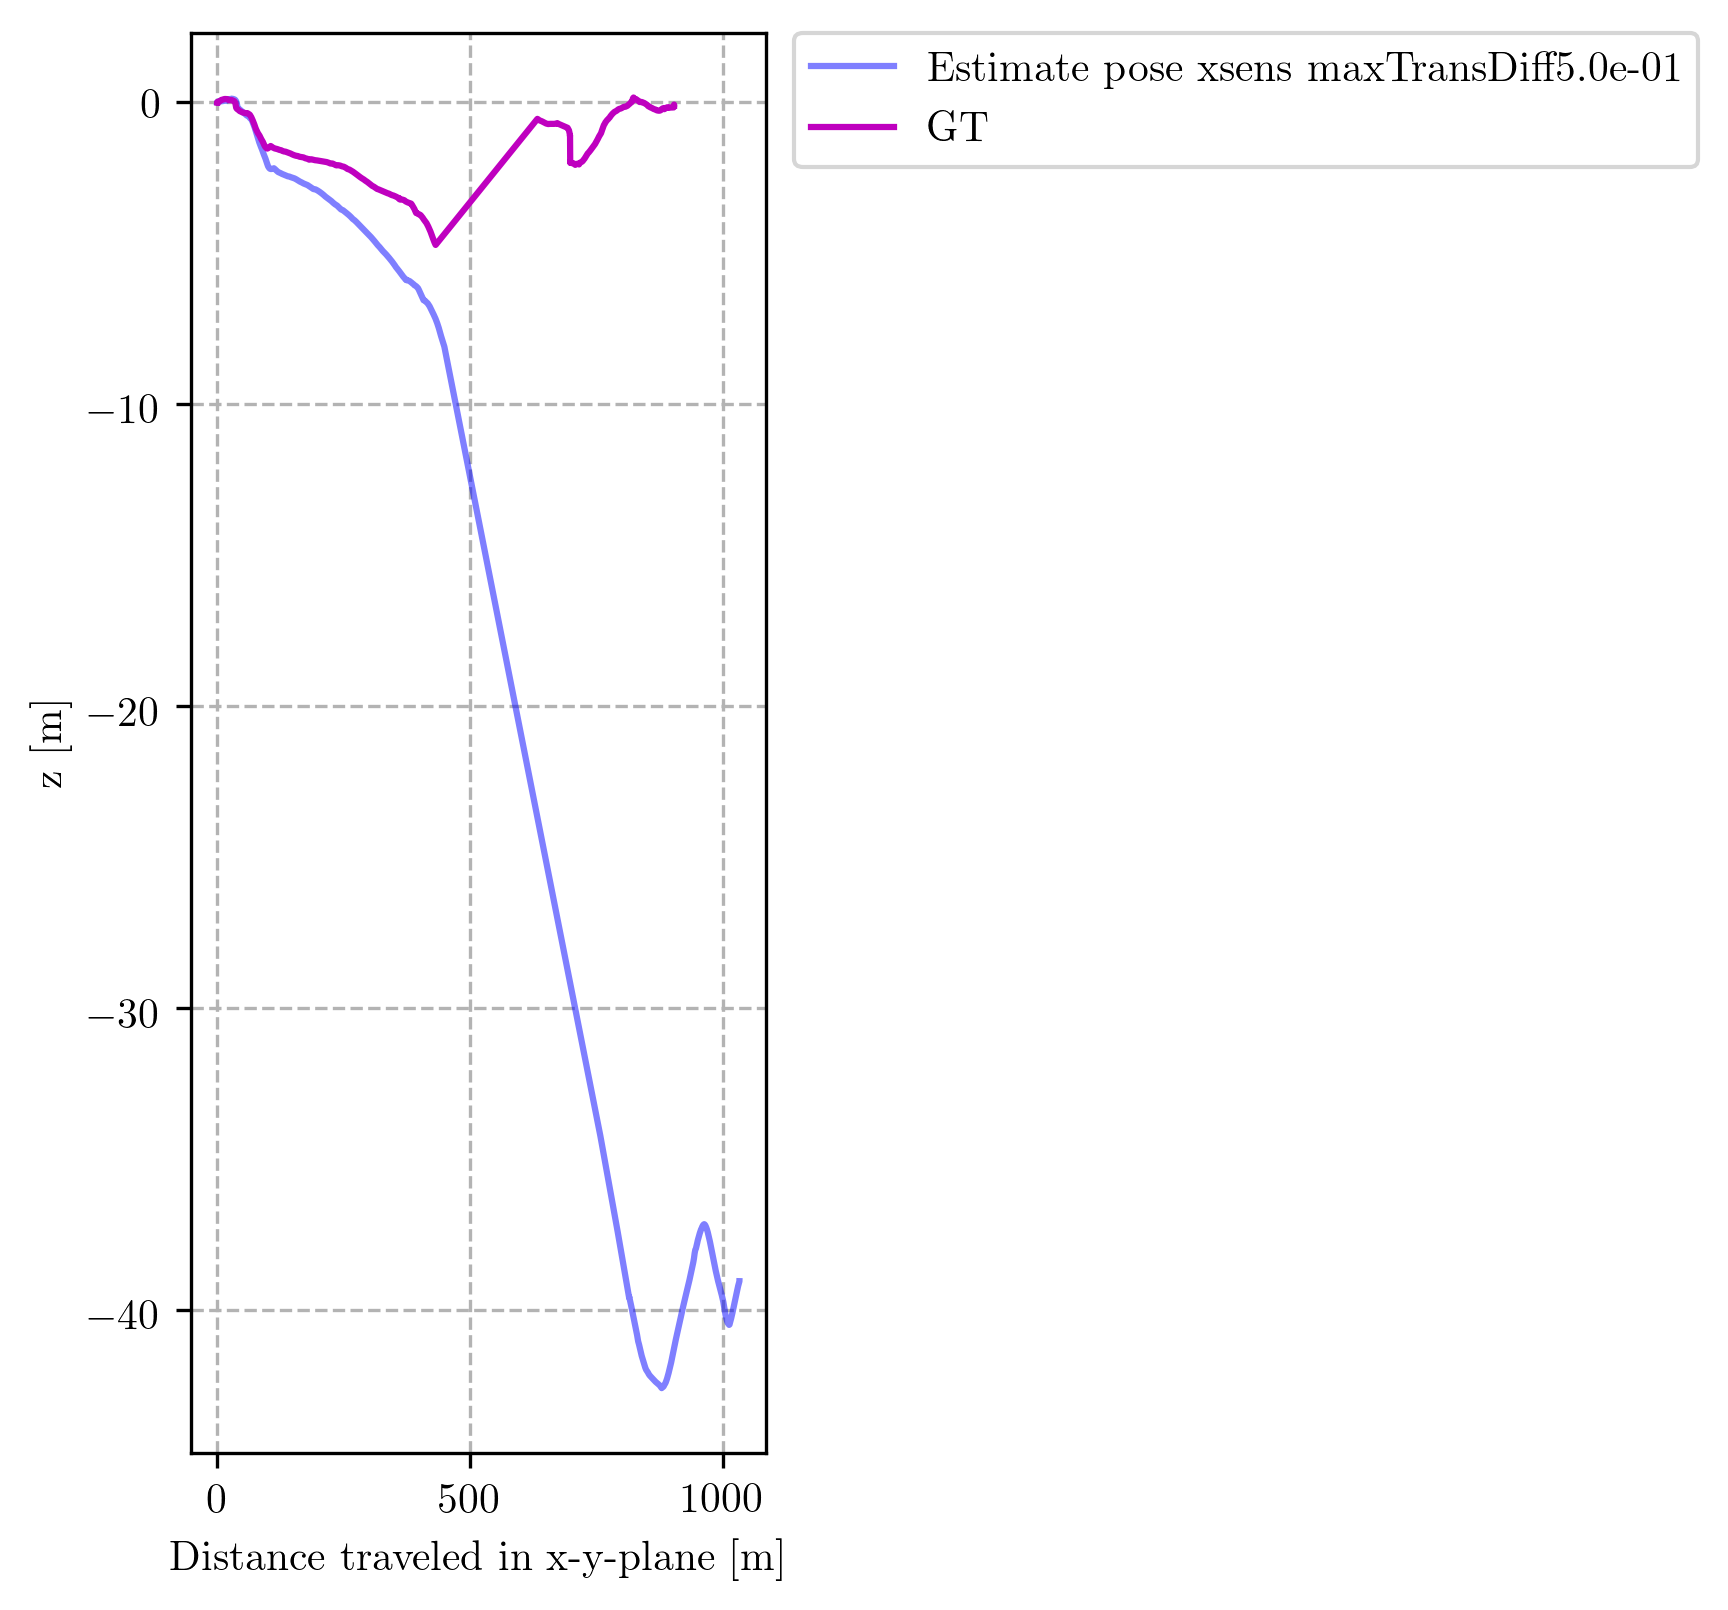 Estimate pose xsens maxTransDiff5.0e-01
GT
0
−10
−20
−30
−40
z [m]
0 500 1000
Distance traveled in x-y-plane [m]